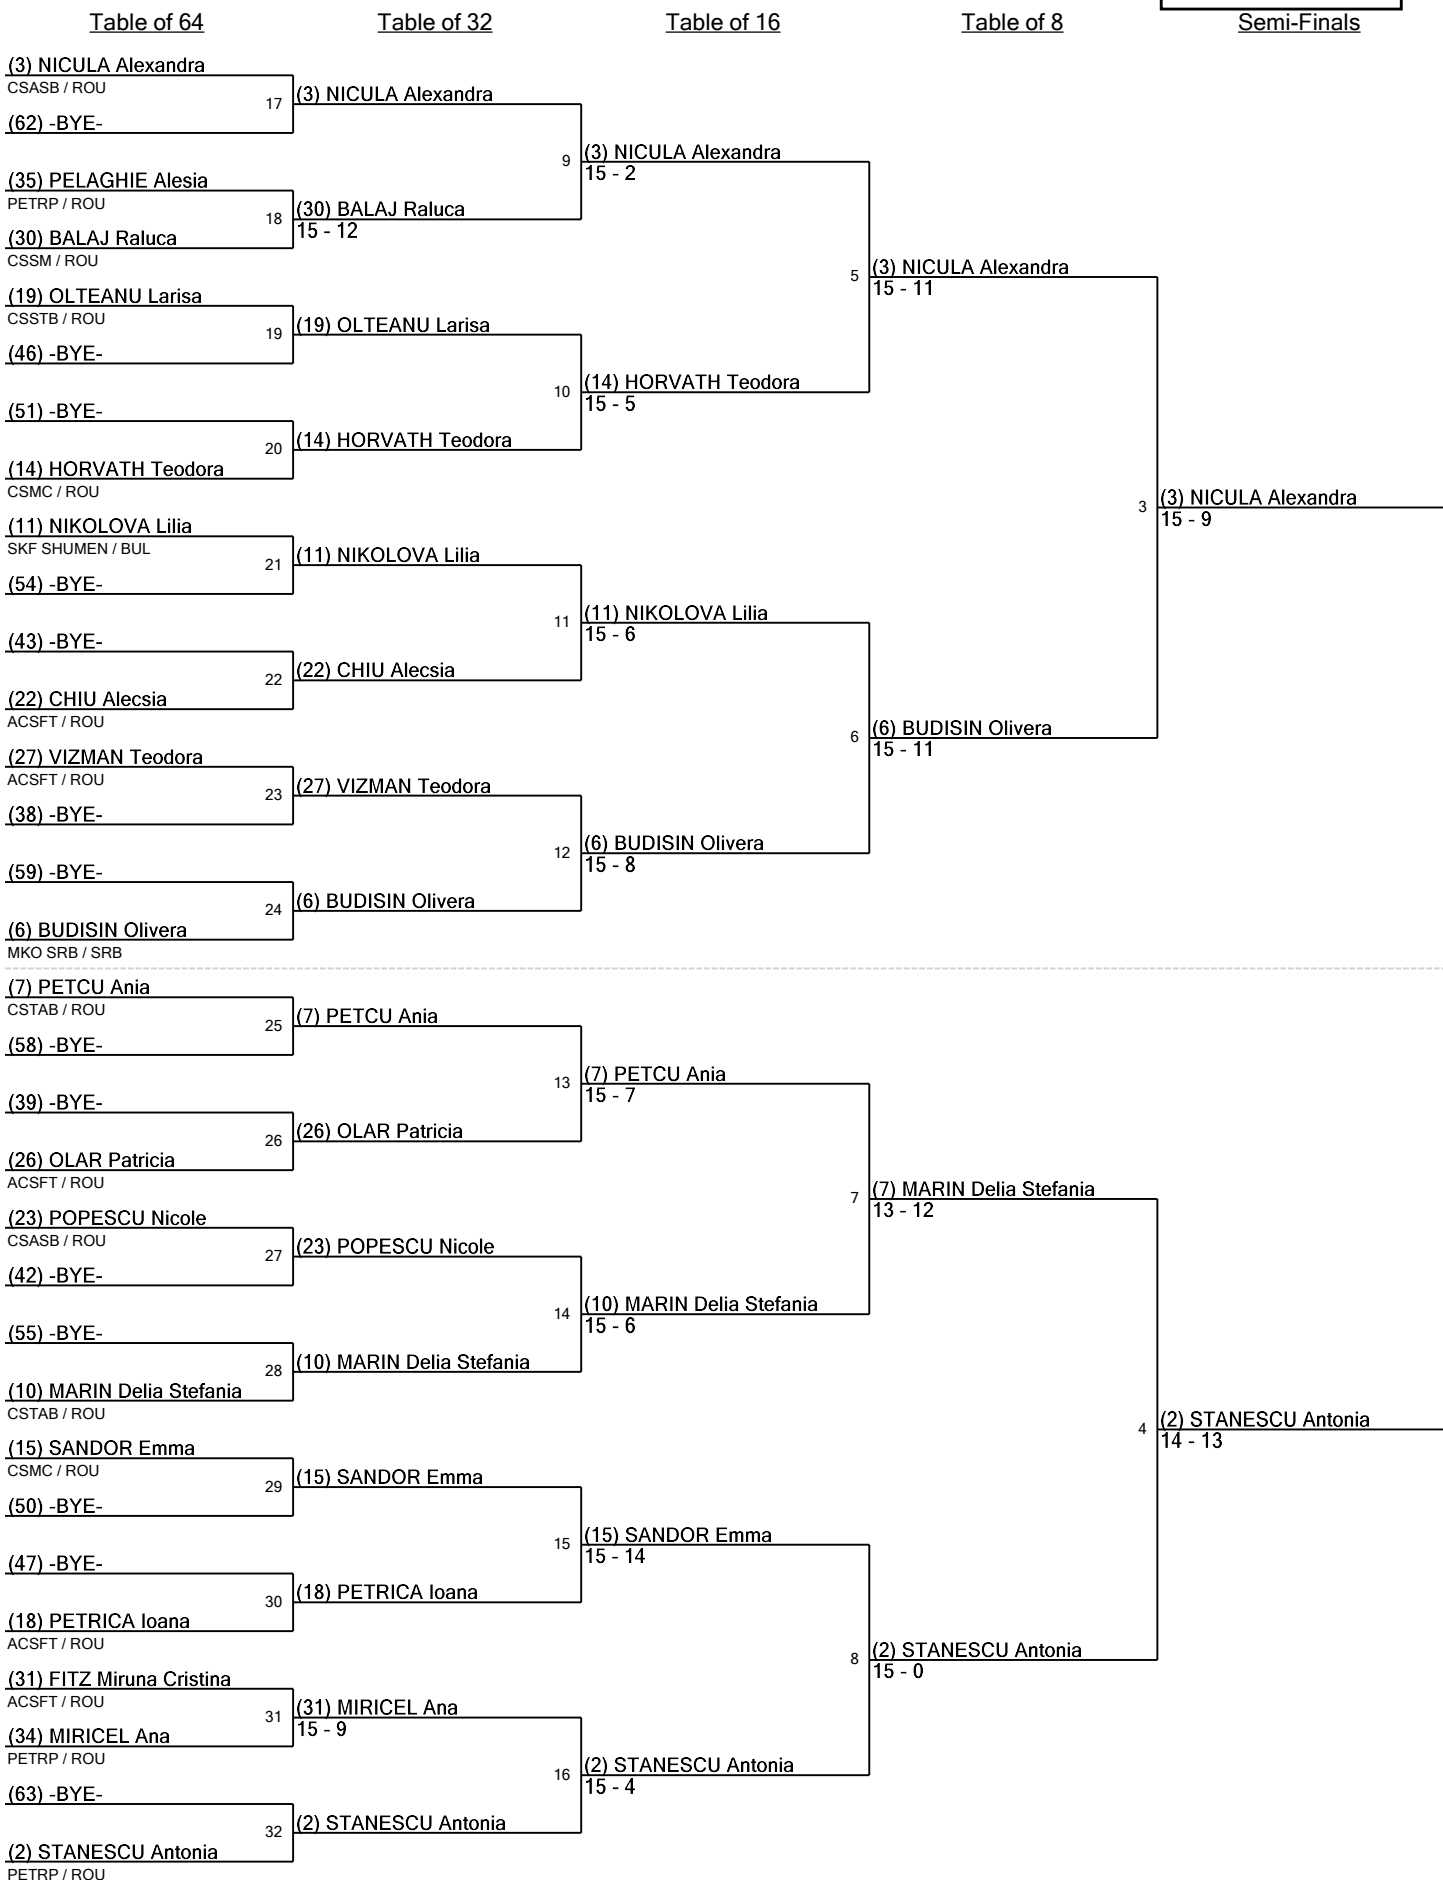 Table of 64
Table of 32
Table of 16
Table of 8
Semi-Finals
(3) NICULA Alexandra
CSASB / ROU
17
(62) -BYE-
(35) PELAGHIE Alesia
PETRP / ROU
18
(30) BALAJ Raluca
CSSM / ROU
(19) OLTEANU Larisa
CSSTB / ROU
19
(46) -BYE-
(51) -BYE-
20
(14) HORVATH Teodora
CSMC / ROU
(11) NIKOLOVA Lilia
SKF SHUMEN / BUL
21
(54) -BYE-
(43) -BYE-
22
(22) CHIU Alecsia
ACSFT / ROU
(27) VIZMAN Teodora
ACSFT / ROU
23
(38) -BYE-
(59) -BYE-
24
(6) BUDISIN Olivera
MKO SRB / SRB
(7) PETCU Ania
CSTAB / ROU
25
(58) -BYE-
(39) -BYE-
26
(26) OLAR Patricia
ACSFT / ROU
(23) POPESCU Nicole
CSASB / ROU
27
(42) -BYE-
(55) -BYE-
28
(10) MARIN Delia Stefania
CSTAB / ROU
(15) SANDOR Emma
CSMC / ROU
29
(50) -BYE-
(47) -BYE-
30
(18) PETRICA Ioana
ACSFT / ROU
(31) FITZ Miruna Cristina
ACSFT / ROU
31
(34) MIRICEL Ana
PETRP / ROU
(63) -BYE-
32
(2) STANESCU Antonia
PETRP / ROU
(3) NICULA Alexandra
9
(30) BALAJ Raluca
15 - 12
(19) OLTEANU Larisa
10
(14) HORVATH Teodora
(11) NIKOLOVA Lilia
11
(22) CHIU Alecsia
(27) VIZMAN Teodora
12
(6) BUDISIN Olivera
(7) PETCU Ania
13
(26) OLAR Patricia
(23) POPESCU Nicole
14
(10) MARIN Delia Stefania
(15) SANDOR Emma
15
(18) PETRICA Ioana
(31) MIRICEL Ana
15 - 9
16
(2) STANESCU Antonia
(3) NICULA Alexandra
15 - 2
5
(14) HORVATH Teodora
15 - 5
(11) NIKOLOVA Lilia
15 - 6
6
(6) BUDISIN Olivera
15 - 8
(7) PETCU Ania
15 - 7
7
(10) MARIN Delia Stefania
15 - 6
(15) SANDOR Emma
15 - 14
8
(2) STANESCU Antonia
15 - 4
(3) NICULA Alexandra
15 - 11
3
(6) BUDISIN Olivera
15 - 11
(7) MARIN Delia Stefania
13 - 12
4
(2) STANESCU Antonia
15 - 0
(3) NICULA Alexandra
15 - 9
(2) STANESCU Antonia
14 - 13